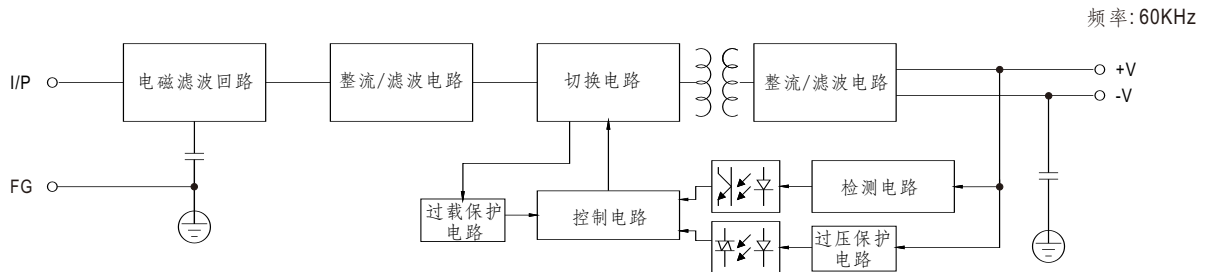 频率: 60KHz
I/P
电磁滤波回路
整流/滤波电路
切换电路
整流/滤波电路
+V
-V
FG
过载保护
电路
控制电路
检测电路
过压保护
电路